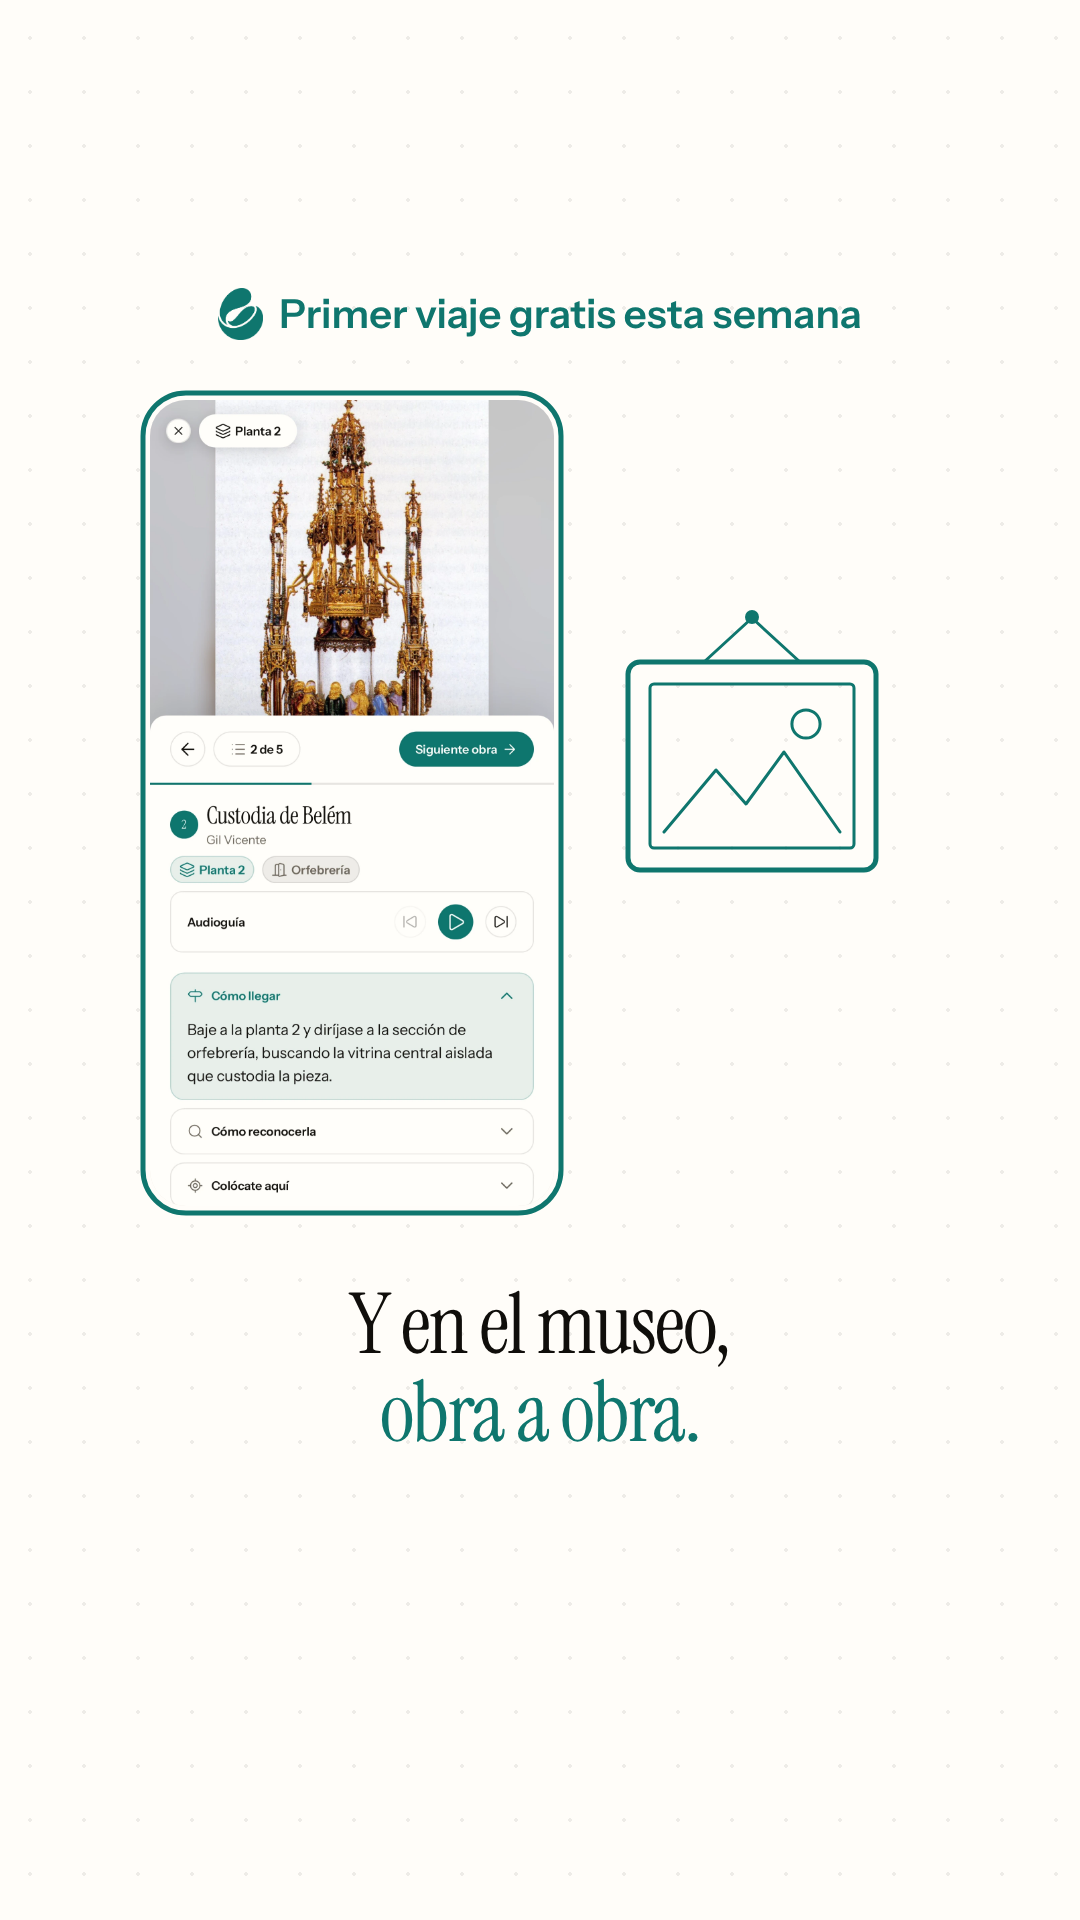 Primer viaje gratis esta semana
Planta 2
2 de 5
Siguiente obra
2
Custodia de Belém
Gil Vicente
Planta 2
Orfebrería
Audioguía
Cómo llegar
Baje a la planta 2 y diríjase a la sección de
orfebrería, buscando la vitrina central aislada
que custodia la pieza.
Cómo reconocerla
Colócate aquí
Y en el museo,
obra a obra.